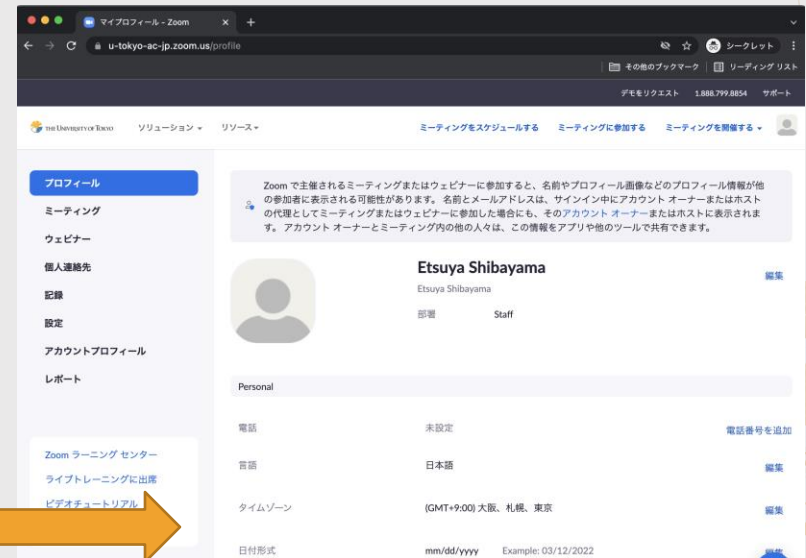 マイプロフィール - Zoom
u-tokyo-ac-jp.zoom.us/profile
シークレット
その他のブックマーク
リーディング リスト
デモをリクエスト 1.888.799.8854 サポート
THE UNIVERSITY OF TOKYO
ソリューション
リソース
ミーティングをスケジュールする
ミーティングに参加する
ミーティングを開催する
プロフィール
ミーティング
ウェビナー
個人連絡先
記録
設定
アカウントプロフィール
レポート
Zoom ラーニング センター
ライブトレーニングに出席
ビデオチュートリアル
Zoom で主催されるミーティングまたはウェビナーに参加すると、名前やプロフィール画像などのプロフィール情報が他
の参加者に表示される可能性があります。 名前とメールアドレスは、サインイン中にアカウント オーナーまたはホスト
の代理としてミーティングまたはウェビナーに参加した場合にも、そのアカウント オーナーまたはホストに表示されま
す。 アカウント オーナーとミーティング内の他の人々は、この情報をアプリや他のツールで共有できます。
Etsuya Shibayama
編集
Etsuya Shibayama
部署 Staff
Personal
電話 未設定 電話番号を追加
言語 日本語 編集
タイムゾーン (GMT+9:00) 大阪、札幌、東京 編集
日付形式 mm/dd/yyyy Example: 03/12/2022